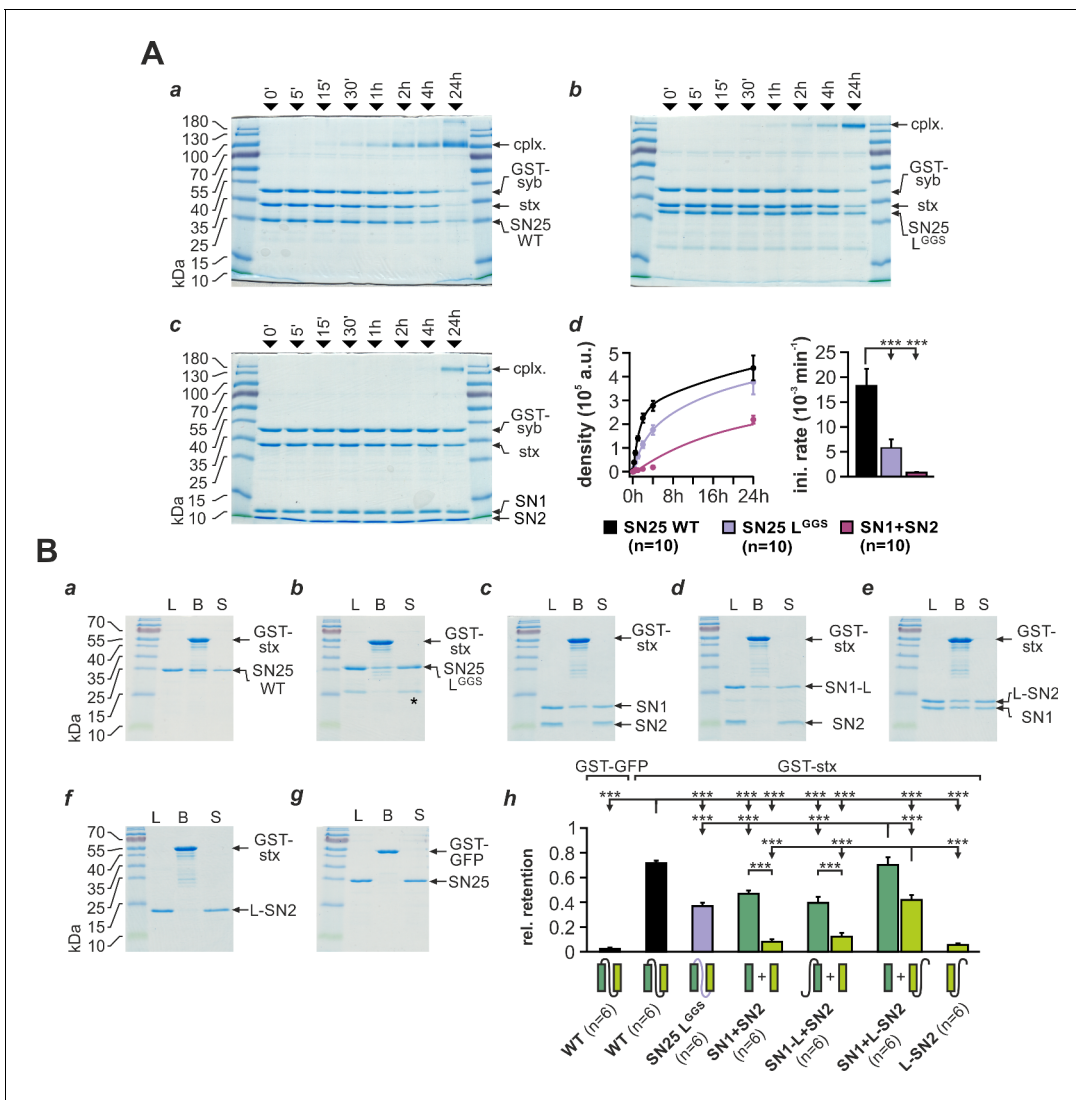 A
a
0' 5' 15' 30' 1h 2h 4h 24h
180
130
100
70
55
40
35
25
15
10
kDa
cplx.
GST-
syb
stx
SN25
WT
b
0' 5' 15' 30' 1h 2h 4h 24h
cplx.
GST-
syb
stx
SN25
L^GGS
c
0' 5' 15' 30' 1h 2h 4h 24h
180
130
100
70
55
40
35
25
15
10
kDa
cplx.
GST-
syb
stx
SN1
SN2
d
density (10^5 a.u.)
5
4
3
2
1
0
0h 8h 16h 24h
ini. rate (10^-3 min^-1)
25
20
15
10
5
0
*** ***
SN25 WT
(n=10)
SN25 L^GGS
(n=10)
SN1+SN2
(n=10)
B
a
L B S
70
55
40
35
25
15
10
kDa
GST-
stx
SN25
WT
b
L B S
GST-
stx
SN25
L^GGS
*
c
L B S
GST-
stx
SN1
SN2
d
L B S
GST-
stx
SN1-L
SN2
e
L B S
GST-
stx
L-SN2
SN1
f
L B S
70
55
40
35
25
15
10
kDa
GST-
stx
L-SN2
g
L B S
GST-
GFP
SN25
h
GST-GFP GST-stx
*** *** *** *** *** *** *** ***
*** *** *** ***
*** *** ***
*** ***
rel. retention
1
0.8
0.6
0.4
0.2
0
+ + +
WT (n=6)
WT (n=6)
SN25 L^GGS
(n=6)
SN1+SN2
(n=6)
SN1-L+SN2
(n=6)
SN1+L-SN2
(n=6)
L-SN2 (n=6)